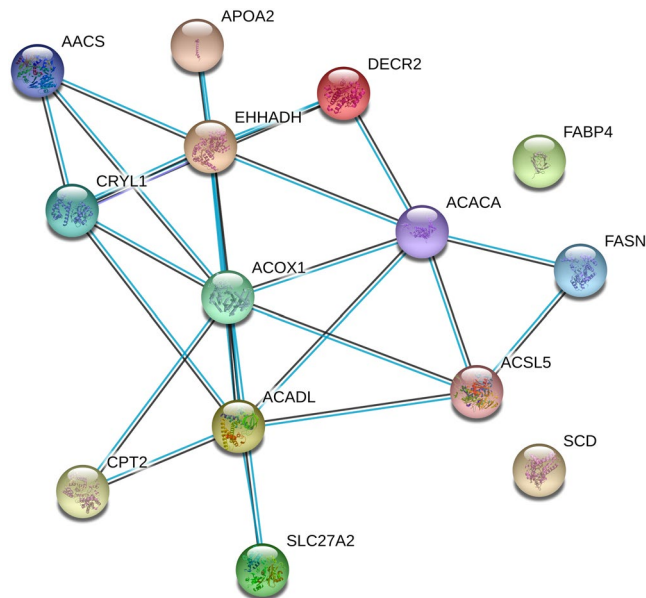 APOA2
AACS
DECR2
EHHADH
FABP4
CRYL1
ACACA
FASN
ACOX1
ACSL5
ACADL
SCD
CPT2
SLC27A2